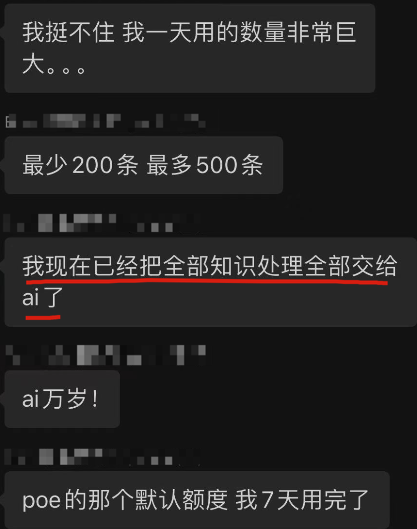 我挺不住 我一天用的数量非常巨
大。。。
最少200条 最多500条
我现在已经把全部知识处理全部交给
ai了
ai万岁！
poe的那个默认额度 我7天用完了